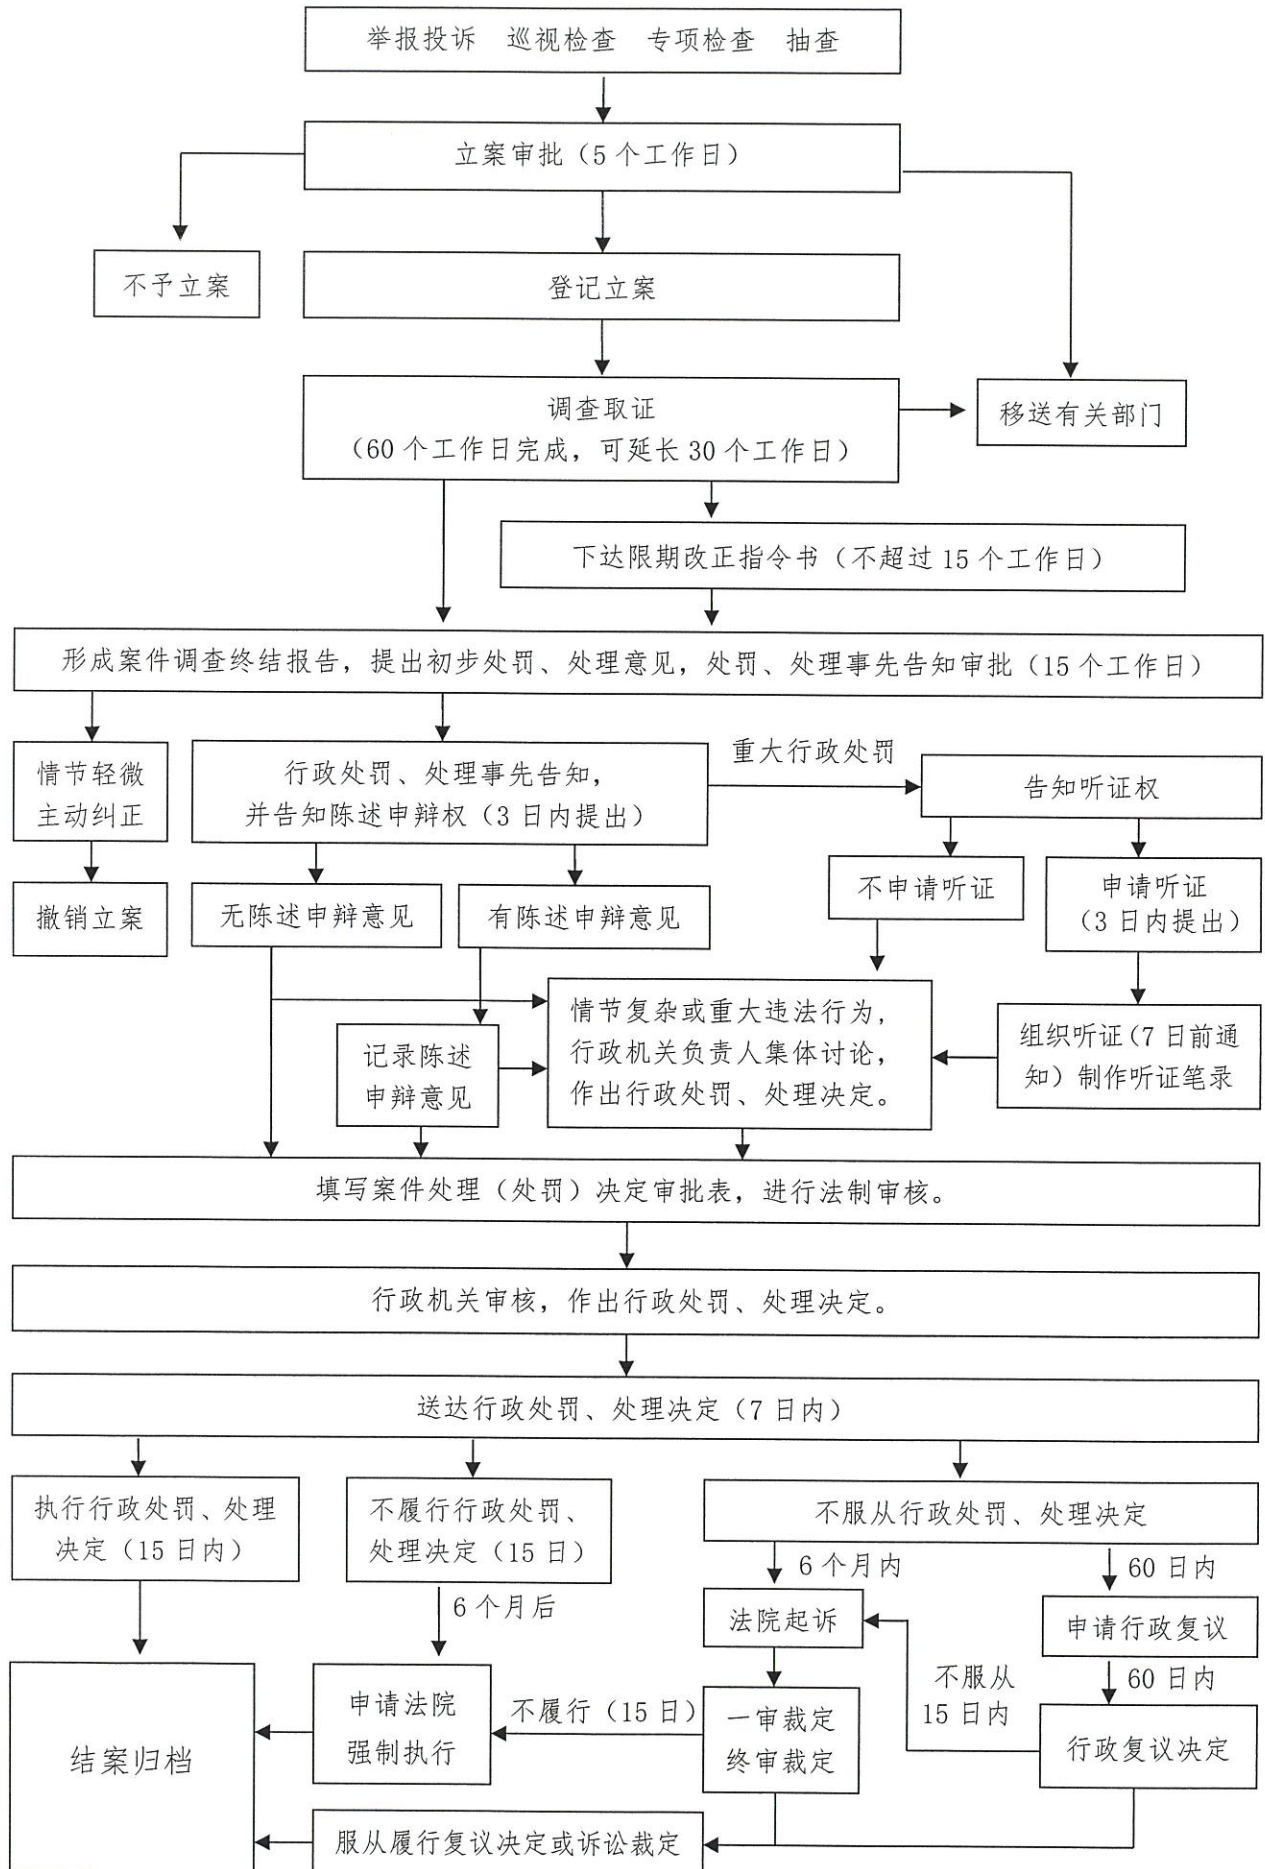 举报投诉 巡视检查 专项检查 抽查
立案审批（5 个工作日）
不予立案
登记立案
调查取证
（60 个工作日完成，可延长 30 个工作日）
移送有关部门
下达限期改正指令书（不超过 15 个工作日）
形成案件调查终结报告，提出初步处罚、处理意见，处罚、处理事先告知审批（15 个工作日）
情节轻微
主动纠正
行政处罚、处理事先告知，
并告知陈述申辩权（3 日内提出）
重大行政处罚
告知听证权
撤销立案
无陈述申辩意见
有陈述申辩意见
不申请听证
申请听证
（3 日内提出）
记录陈述
申辩意见
情节复杂或重大违法行为，
行政机关负责人集体讨论，
作出行政处罚、处理决定。
组织听证（7 日前通
知）制作听证笔录
填写案件处理（处罚）决定审批表，进行法制审核。
行政机关审核，作出行政处罚、处理决定。
送达行政处罚、处理决定（7 日内）
执行行政处罚、处理
决定（15 日内）
不履行行政处罚、
处理决定（15 日）
不服从行政处罚、处理决定
6 个月后
6 个月内
60 日内
法院起诉
申请行政复议
不服从
15 日内
60 日内
结案归档
申请法院
强制执行
不履行（15 日）
一审裁定
终审裁定
行政复议决定
服从履行复议决定或诉讼裁定